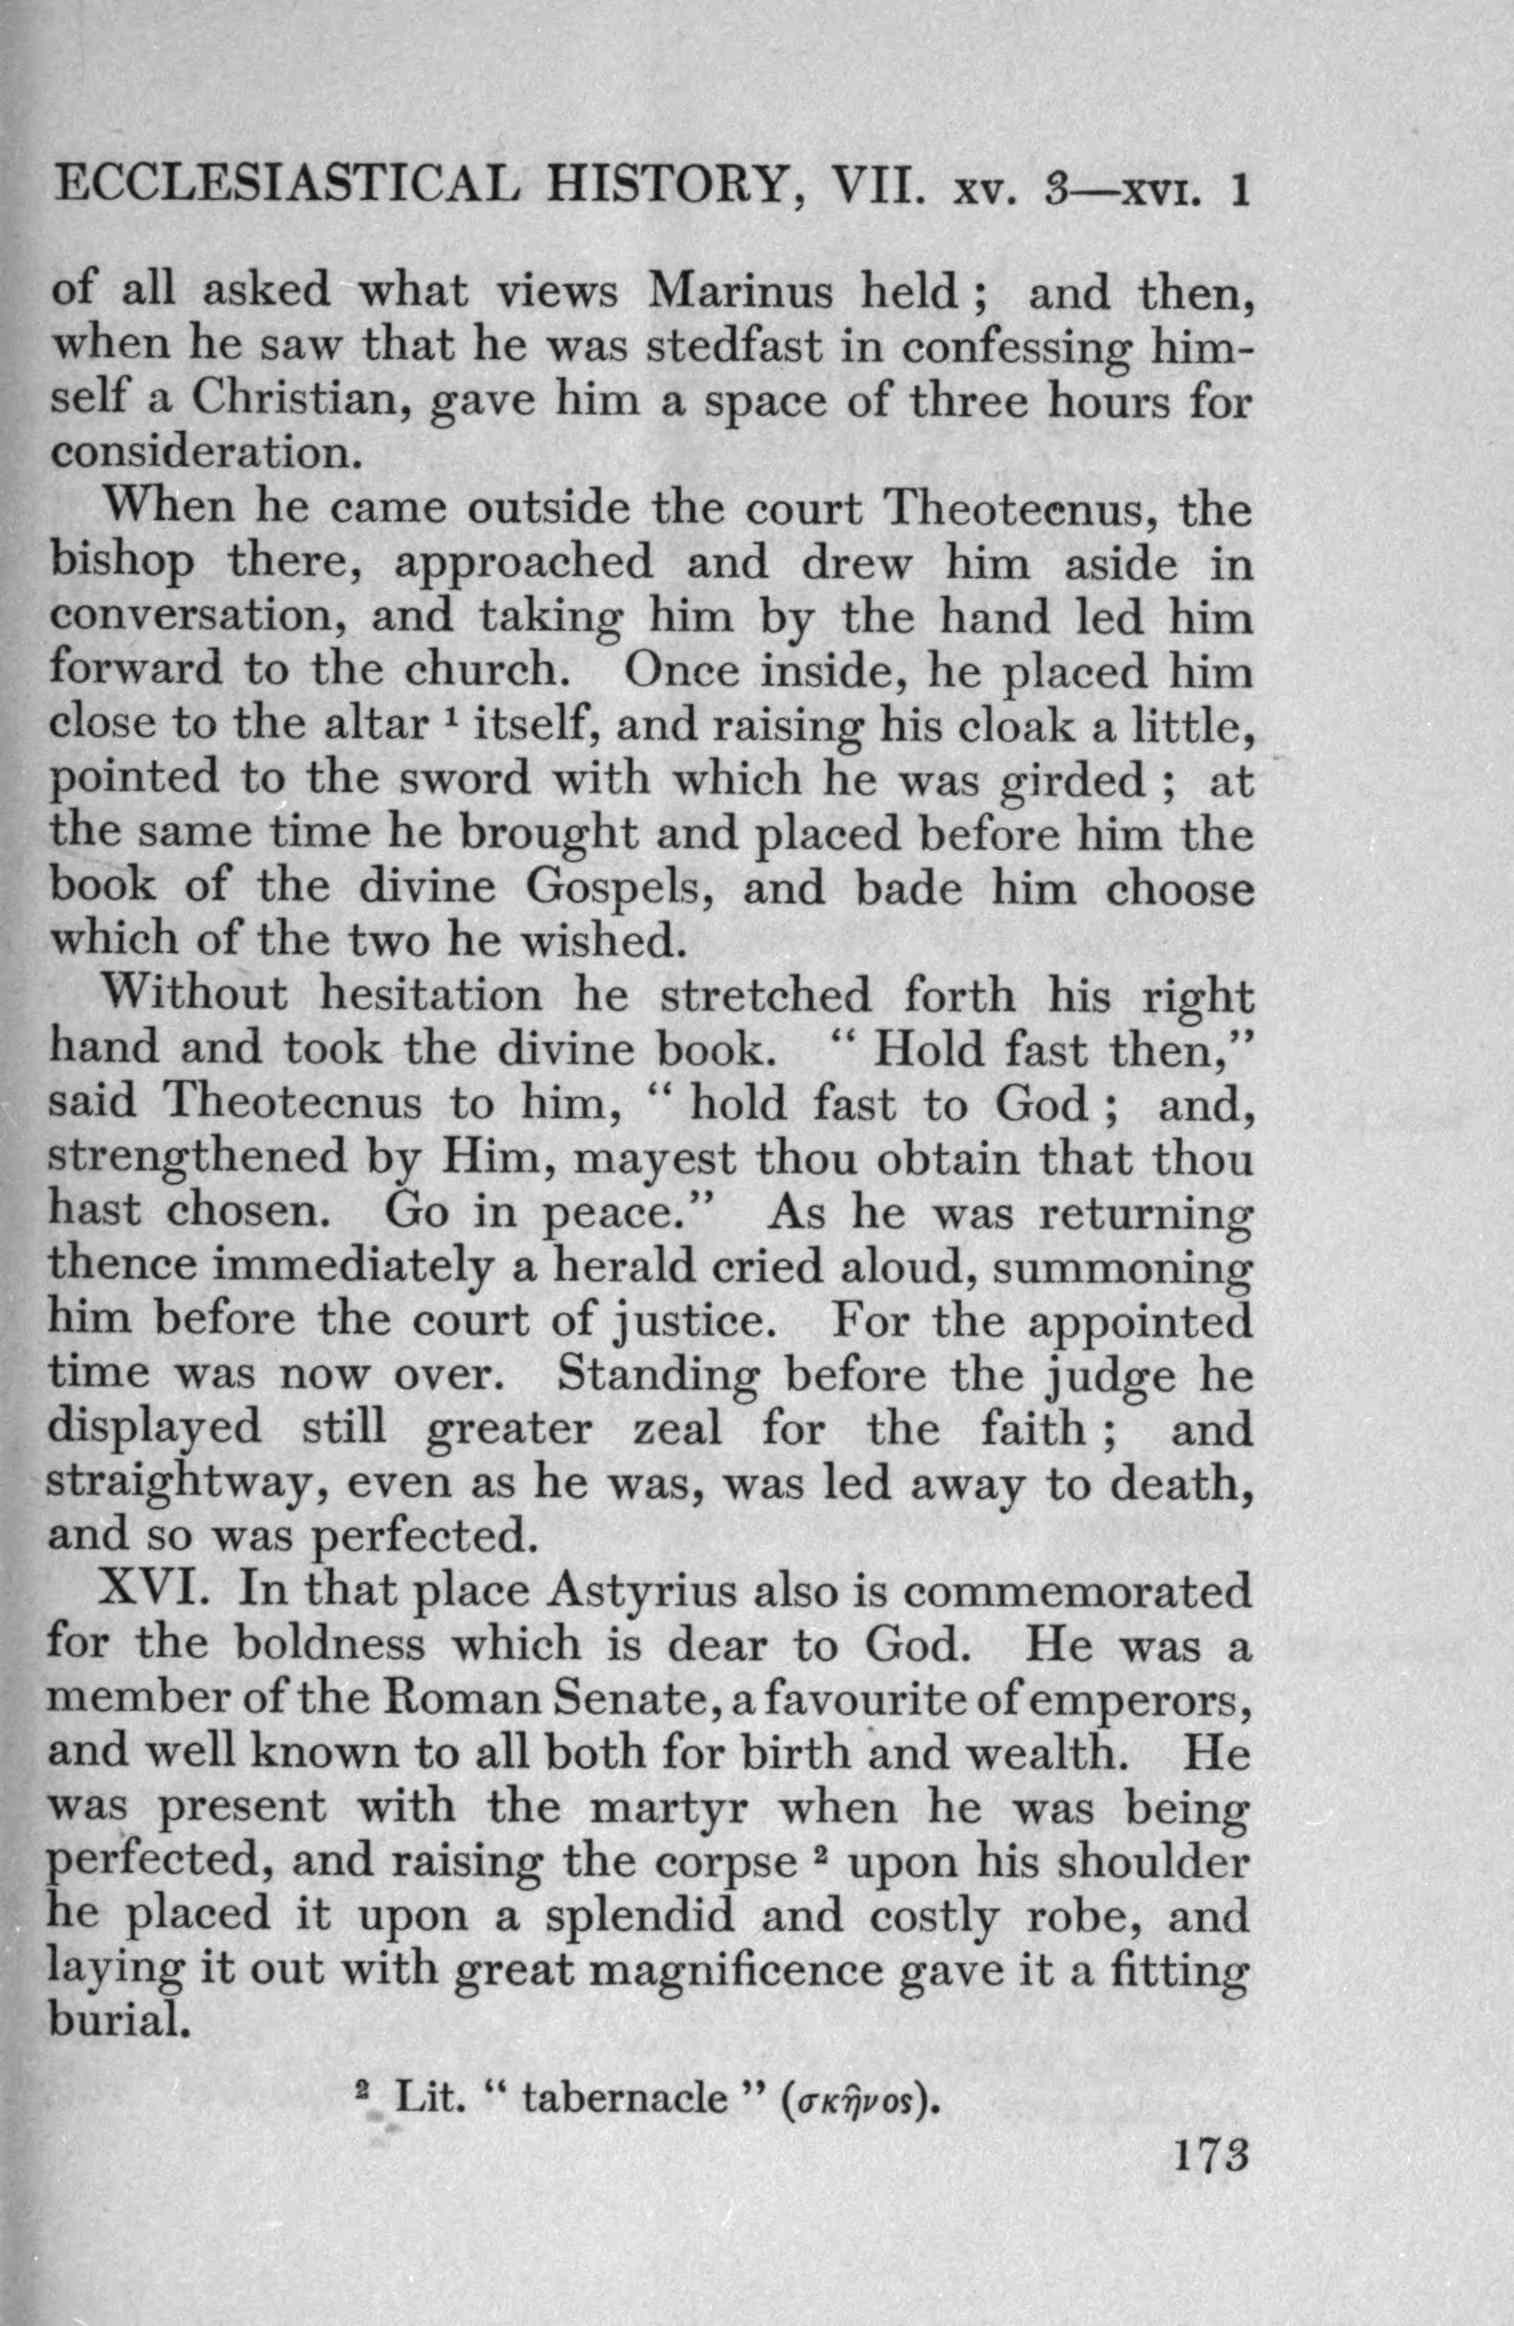 ECCLESIASTICAL HISTORY, VII. xv. 3—xvi. 1
of all asked what views Marinus held ; and then,
when he saw that he was stedfast in confessing him-
self a Christian, gave him a space of three hours for
consideration.
When he came outside the court Theotecnus, the
bishop there, approached and drew him aside in
conversation, and taking him by the hand led him
forward to the church. Once inside, he placed him
close to the altar ¹ itself, and raising his cloak a little,
pointed to the sword with which he was girded ; at
the same time he brought and placed before him the
book of the divine Gospels, and bade him choose
which of the two he wished.
Without hesitation he stretched forth his right
hand and took the divine book. “ Hold fast then,”
said Theotecnus to him, “ hold fast to God ; and,
strengthened by Him, mayest thou obtain that thou
hast chosen. Go in peace.” As he was returning
thence immediately a herald cried aloud, summoning
him before the court of justice. For the appointed
time was now over. Standing before the judge he
displayed still greater zeal for the faith ; and
straightway, even as he was, was led away to death,
and so was perfected.
XVI. In that place Astyrius also is commemorated
for the boldness which is dear to God. He was a
member of the Roman Senate, a favourite of emperors,
and well known to all both for birth and wealth. He
was present with the martyr when he was being
perfected, and raising the corpse ² upon his shoulder
he placed it upon a splendid and costly robe, and
laying it out with great magnificence gave it a fitting
burial.
² Lit. “ tabernacle ” (σκῆνος).
173